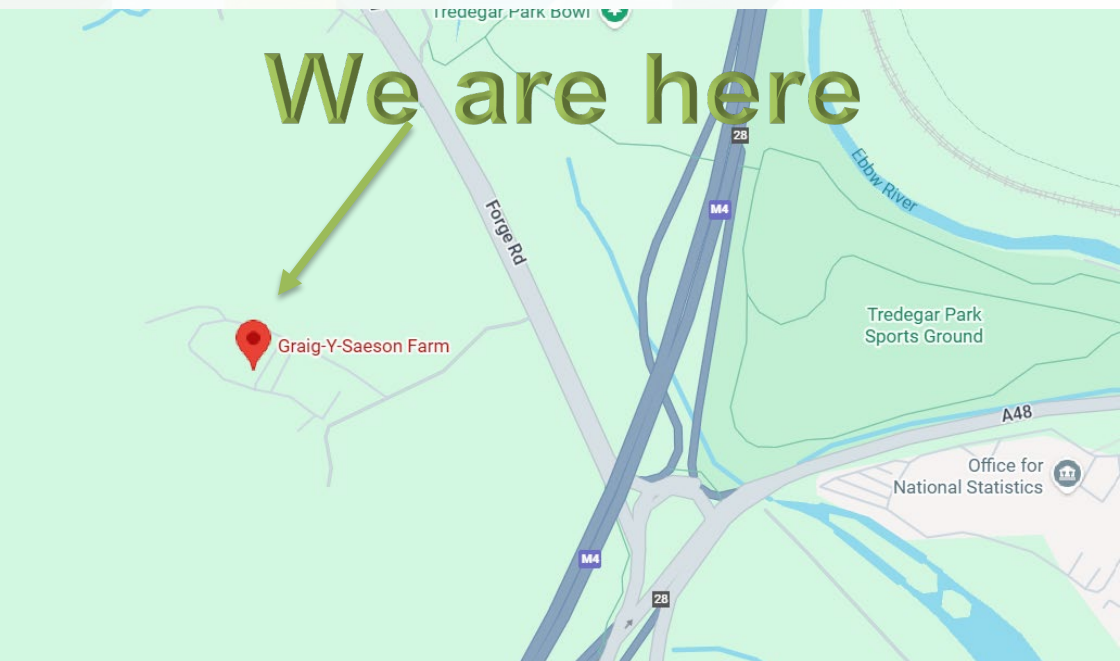 Tredegar Park Bowl
We are here
28
Ebbw River
M4
Forge Rd
Tredegar Park
Sports Ground
Graig-Y-Saeson Farm
A48
Office for
National Statistics
M4
28